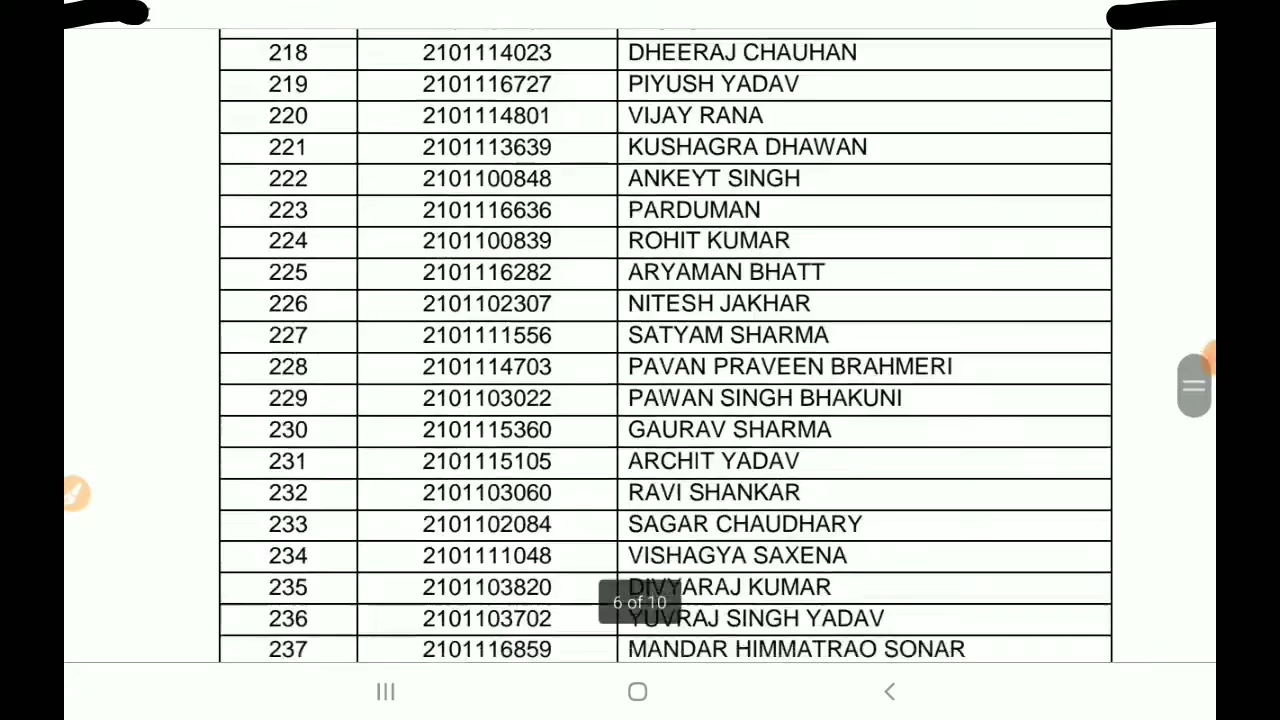 218 2101114023 DHEERAJ CHAUHAN
219 2101116727 PIYUSH YADAV
220 2101114801 VIJAY RANA
221 2101113639 KUSHAGRA DHAWAN
222 2101100848 ANKEYT SINGH
223 2101116636 PARDUMAN
224 2101100839 ROHIT KUMAR
225 2101116282 ARYAMAN BHATT
226 2101102307 NITESH JAKHAR
227 2101111556 SATYAM SHARMA
228 2101114703 PAVAN PRAVEEN BRAHMERI
229 2101103022 PAWAN SINGH BHAKUNI
230 2101115360 GAURAV SHARMA
231 2101115105 ARCHIT YADAV
232 2101103060 RAVI SHANKAR
233 2101102084 SAGAR CHAUDHARY
234 2101111048 VISHAGYA SAXENA
235 2101103820 DIVYARAJ KUMAR
6 of 10
236 2101103702 YUVRAJ SINGH YADAV
237 2101116859 MANDAR HIMMATRAO SONAR